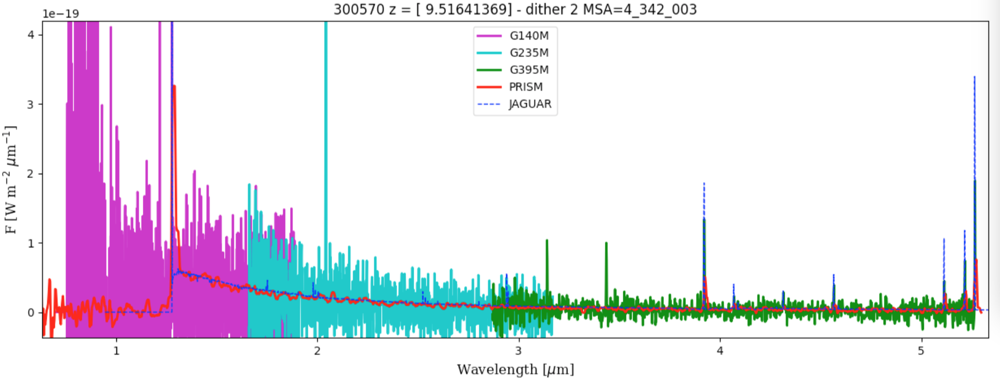 300570 z = [ 9.51641369] - dither 2 MSA=4_342_003
1e−19
4
3
2
1
0
F [W m−2 μm−1]
G140M
G235M
G395M
PRISM
JAGUAR
1
2
3
4
5
Wavelength [μm]